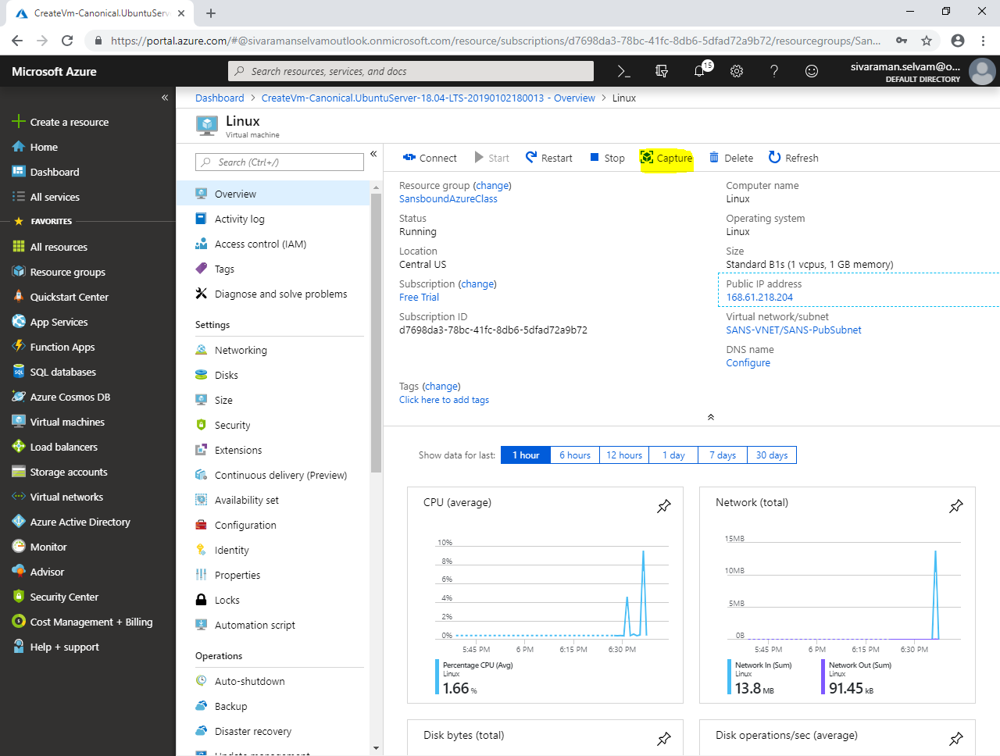 CreateVm-Canonical.UbuntuServ
https://portal.azure.com/#@sivaramanselvamoutlook.onmicrosoft.com/resource/subscriptions/d7698da3-78bc-41fc-8db6-5dfad72a9b72/resourcegroups/San...
Microsoft Azure
Search resources, services, and docs
15
sivaraman.selvam@o...
DEFAULT DIRECTORY
Create a resource
Home
Dashboard
All services
FAVORITES
All resources
Resource groups
Quickstart Center
App Services
Function Apps
SQL databases
Azure Cosmos DB
Virtual machines
Load balancers
Storage accounts
Virtual networks
Azure Active Directory
Monitor
Advisor
Security Center
Cost Management + Billing
Help + support
Dashboard > CreateVm-Canonical.UbuntuServer-18.04-LTS-20190102180013 - Overview > Linux
Linux
Virtual machine
Search (Ctrl+/)
Overview
Activity log
Access control (IAM)
Tags
Diagnose and solve problems
Settings
Networking
Disks
Size
Security
Extensions
Continuous delivery (Preview)
Availability set
Configuration
Identity
Properties
Locks
Automation script
Operations
Auto-shutdown
Backup
Disaster recovery
Update management
Connect Start Restart Stop Capture Delete Refresh
Resource group (change)
SansboundAzureClass
Status
Running
Location
Central US
Subscription (change)
Free Trial
Subscription ID
d7698da3-78bc-41fc-8db6-5dfad72a9b72
Computer name
Linux
Operating system
Linux
Size
Standard B1s (1 vcpus, 1 GB memory)
Public IP address
168.61.218.204
Virtual network/subnet
SANS-VNET/SANS-PubSubnet
DNS name
Configure
Tags (change)
Click here to add tags
Show data for last: 1 hour 6 hours 12 hours 1 day 7 days 30 days
CPU (average)
10%
8%
6%
4%
2%
0%
5:45 PM 6 PM 6:15 PM 6:30 PM
Percentage CPU (Avg)
Linux
1.66 %
Network (total)
15MB
10MB
5MB
0B
5:45 PM 6 PM 6:15 PM 6:30 PM
Network In (Sum)
Linux
13.8 MB
Network Out (Sum)
Linux
91.45 kB
Disk bytes (total)
Disk operations/sec (average)